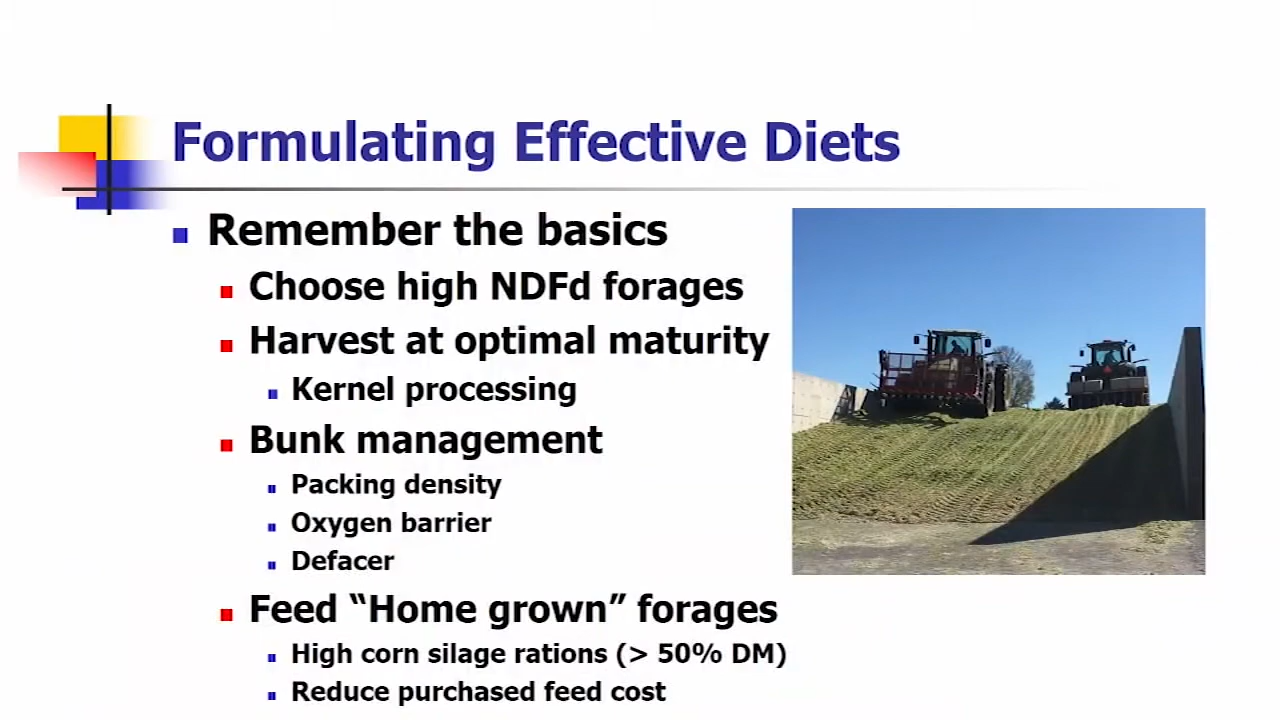 Formulating Effective Diets
Remember the basics
Choose high NDFd forages
Harvest at optimal maturity
Kernel processing
Bunk management
Packing density
Oxygen barrier
Defacer
Feed “Home grown” forages
High corn silage rations (> 50% DM)
Reduce purchased feed cost